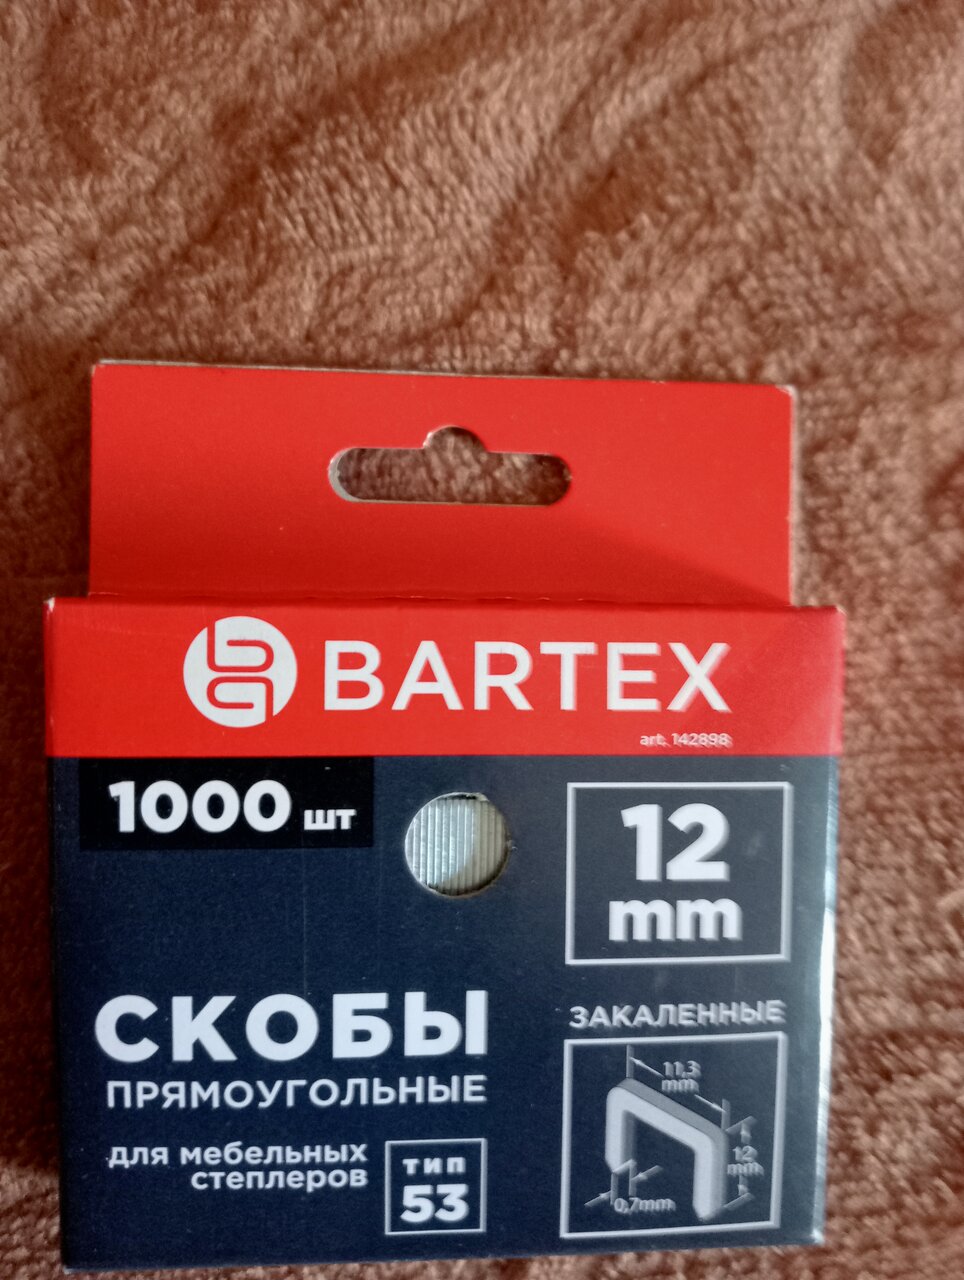 BARTEX
art. 142898
1000 шт
12
mm
СКОБЫ
ПРЯМОУГОЛЬНЫЕ
для мебельных
степлеров
тип
53
ЗАКАЛЕННЫЕ
11,3
mm
12
mm
0,7mm